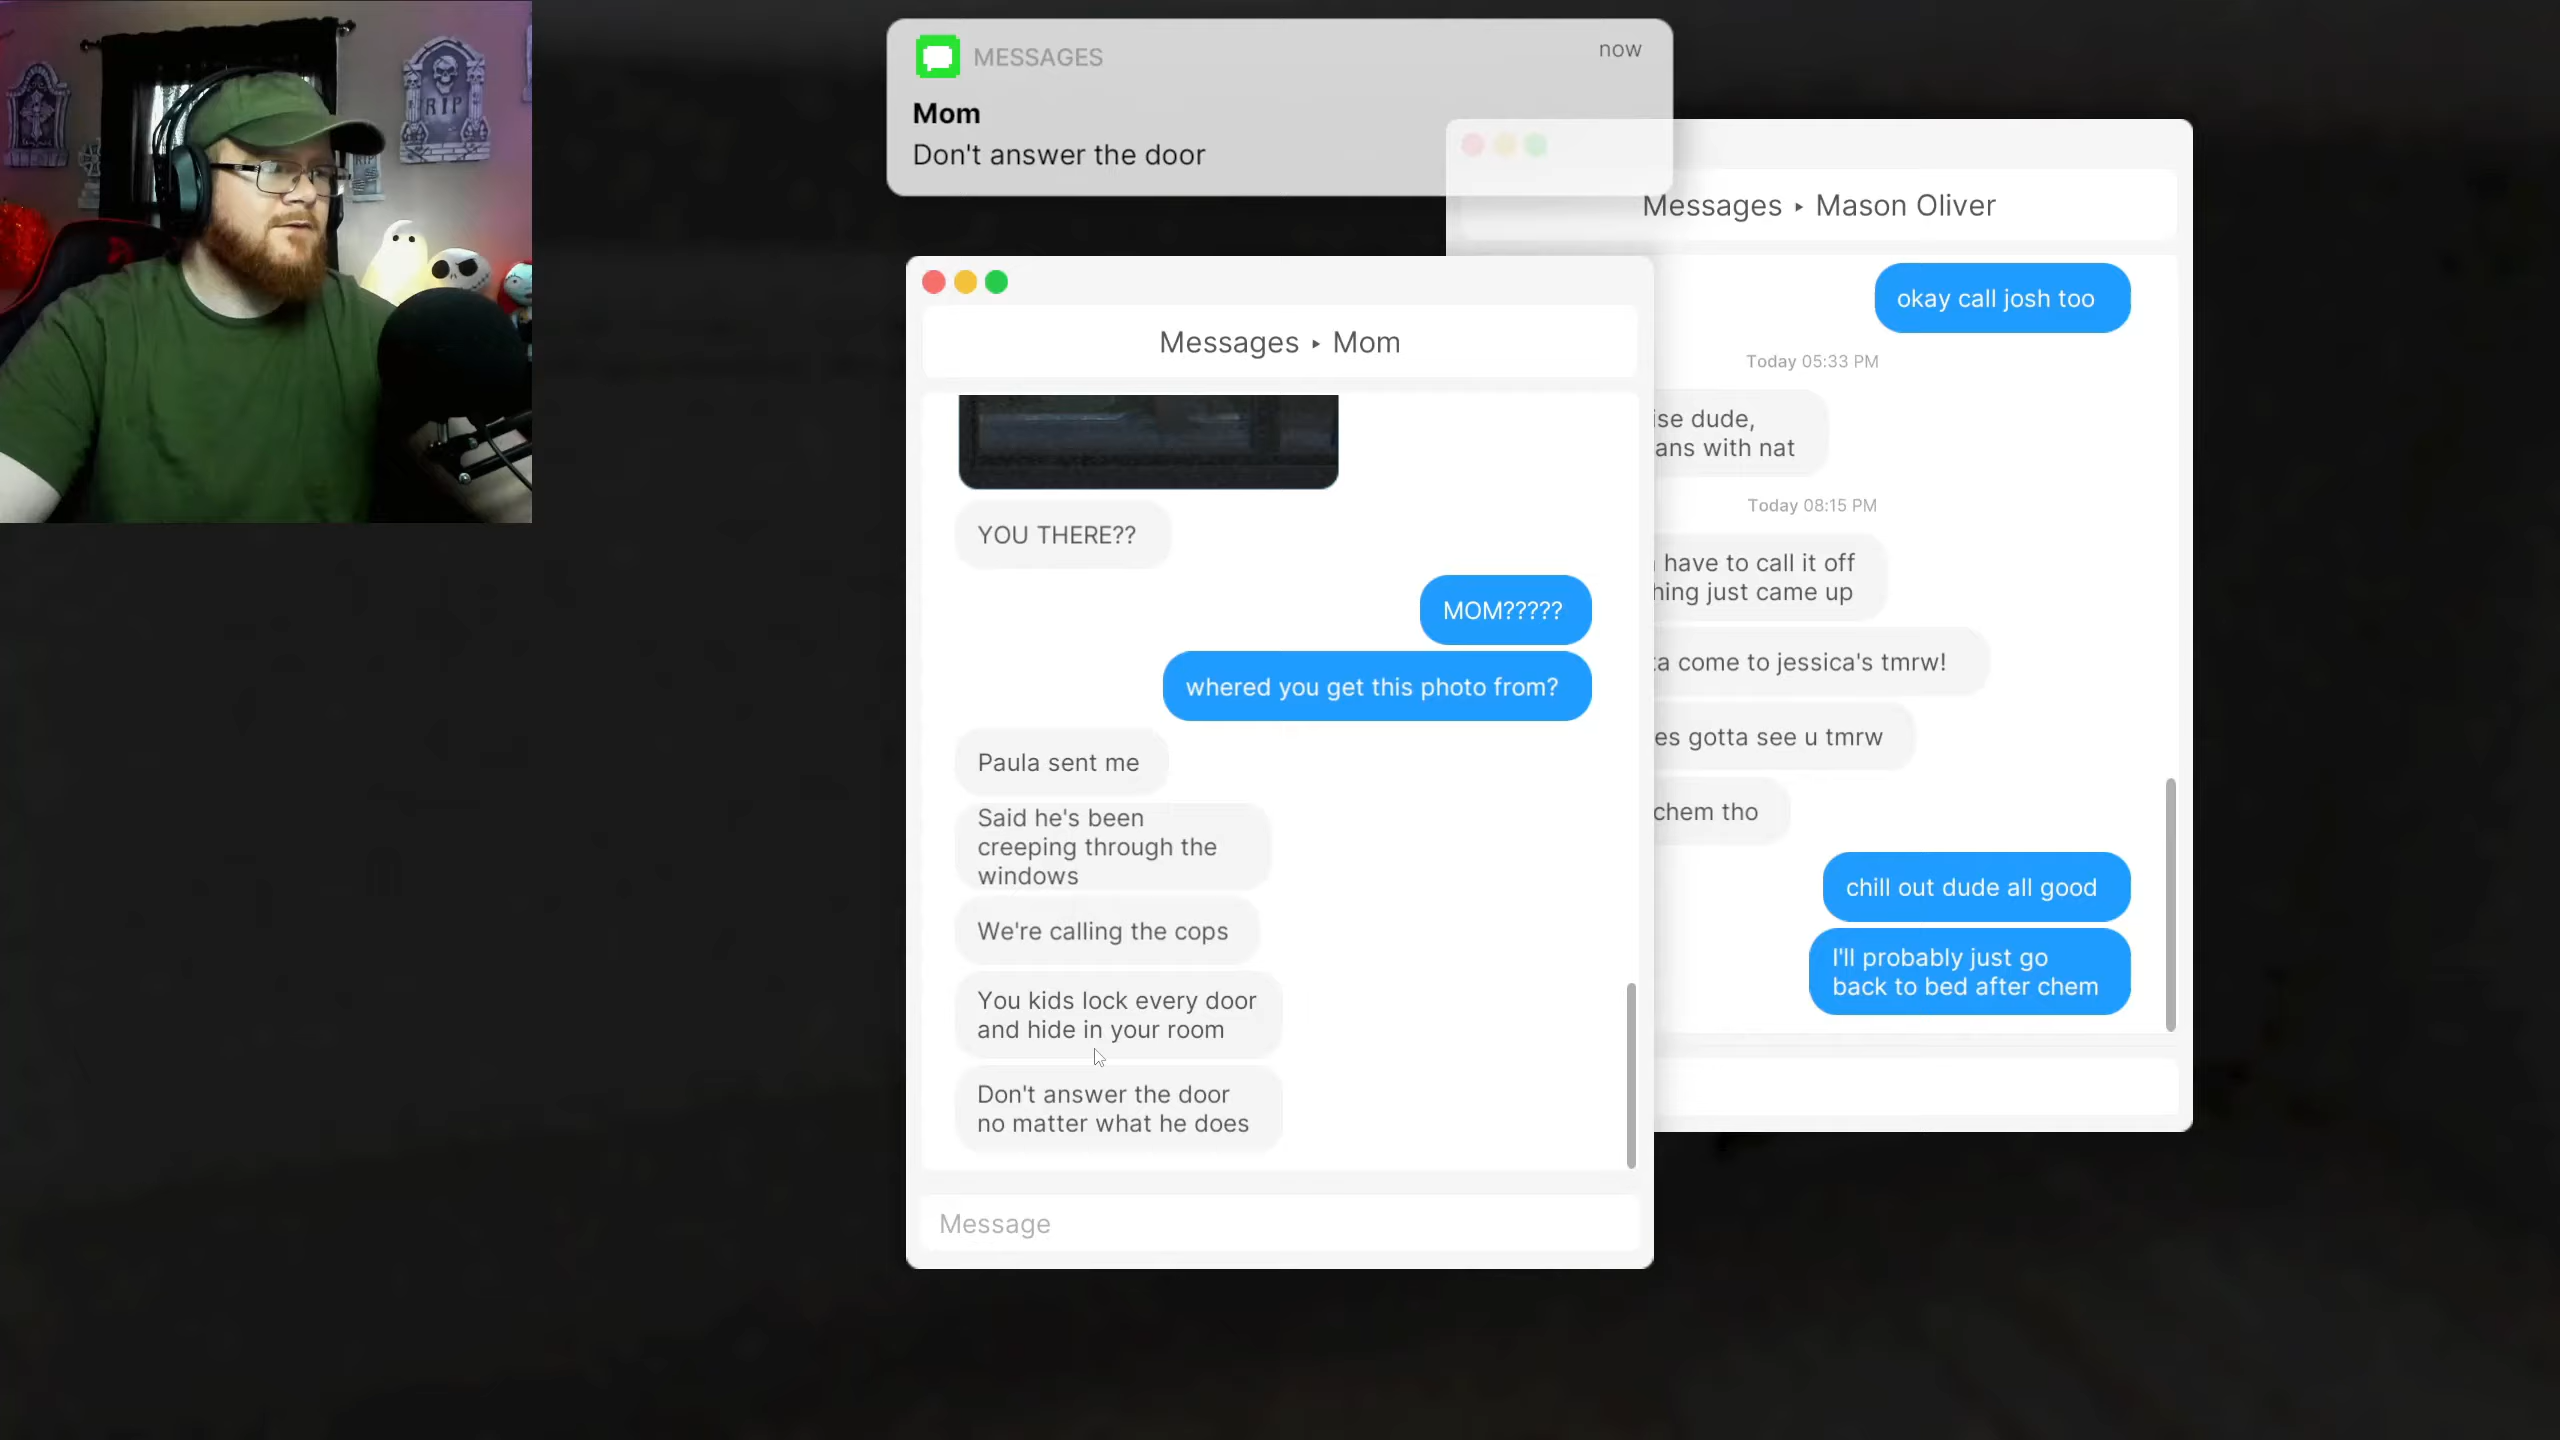 RIP
RIP
MESSAGES
now
Mom
Don't answer the door
Messages ▸ Mason Oliver
okay call josh too
Today 05:33 PM
dude,
with nat
Today 08:15 PM
have to call it off
just came up
come to jessica's tmrw!
gotta see u tmrw
chem tho
chill out dude all good
I'll probably just go
back to bed after chem
Messages ▸ Mom
YOU THERE??
MOM?????
whered you get this photo from?
Paula sent me
Said he's been
creeping through the
windows
We're calling the cops
You kids lock every door
and hide in your room
Don't answer the door
no matter what he does
Message